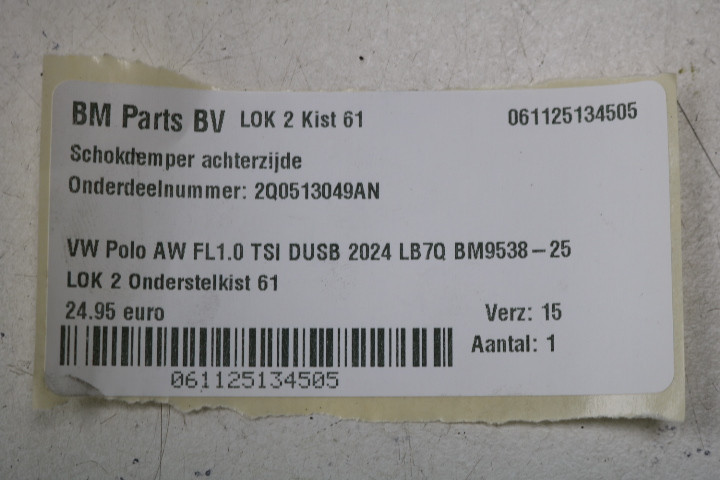 BM Parts BV LOK 2 Kist 61 061125134505
Schokdemper achterzijde
Onderdeelnummer: 2Q0513049AN
VW Polo AW FL1.0 TSI DUSB 2024 LB7Q BM9538-25
LOK 2 Onderstelkist 61
24.95 euro Verz: 15
Aantal: 1
061125134505